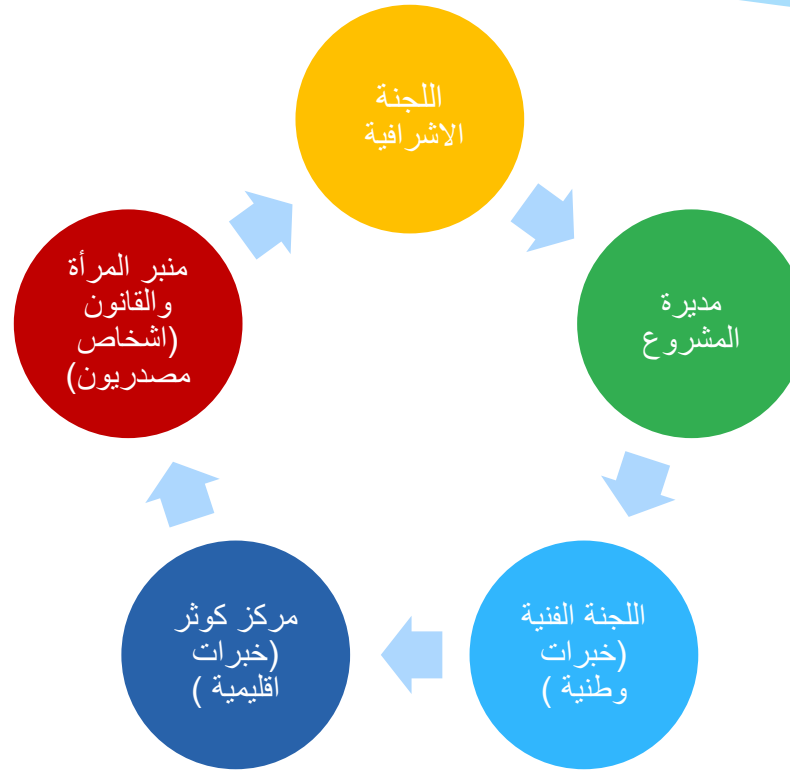 اللجنة
الاشرافية
مديرة
المشروع
اللجنة الفنية
(خبرات
وطنية )
مركز كوثر
(خبرات
اقليمية )
منبر المرأة
والقانون
(اشخاص
مصدريون)